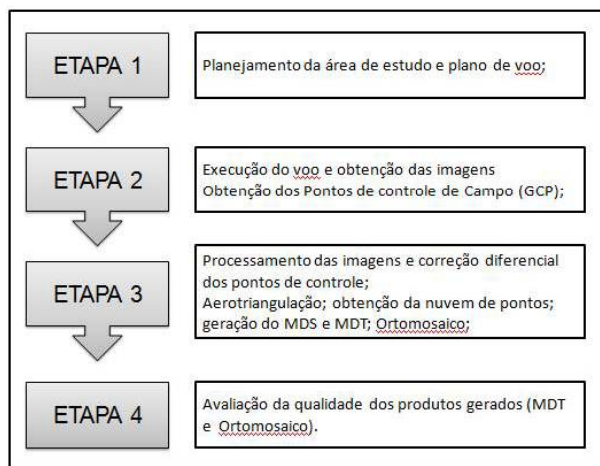 ETAPA 1
Planejamento da área de estudo e plano de voo;
ETAPA 2
Execução do voo e obtenção das imagens
Obtenção dos Pontos de controle de Campo (GCP);
ETAPA 3
Processamento das imagens e correção diferencial
dos pontos de controle;
Aerotriangulação; obtenção da nuvem de pontos;
geração do MDS e MDT; Ortomosaico;
ETAPA 4
Avaliação da qualidade dos produtos gerados (MDT
e Ortomosaico).